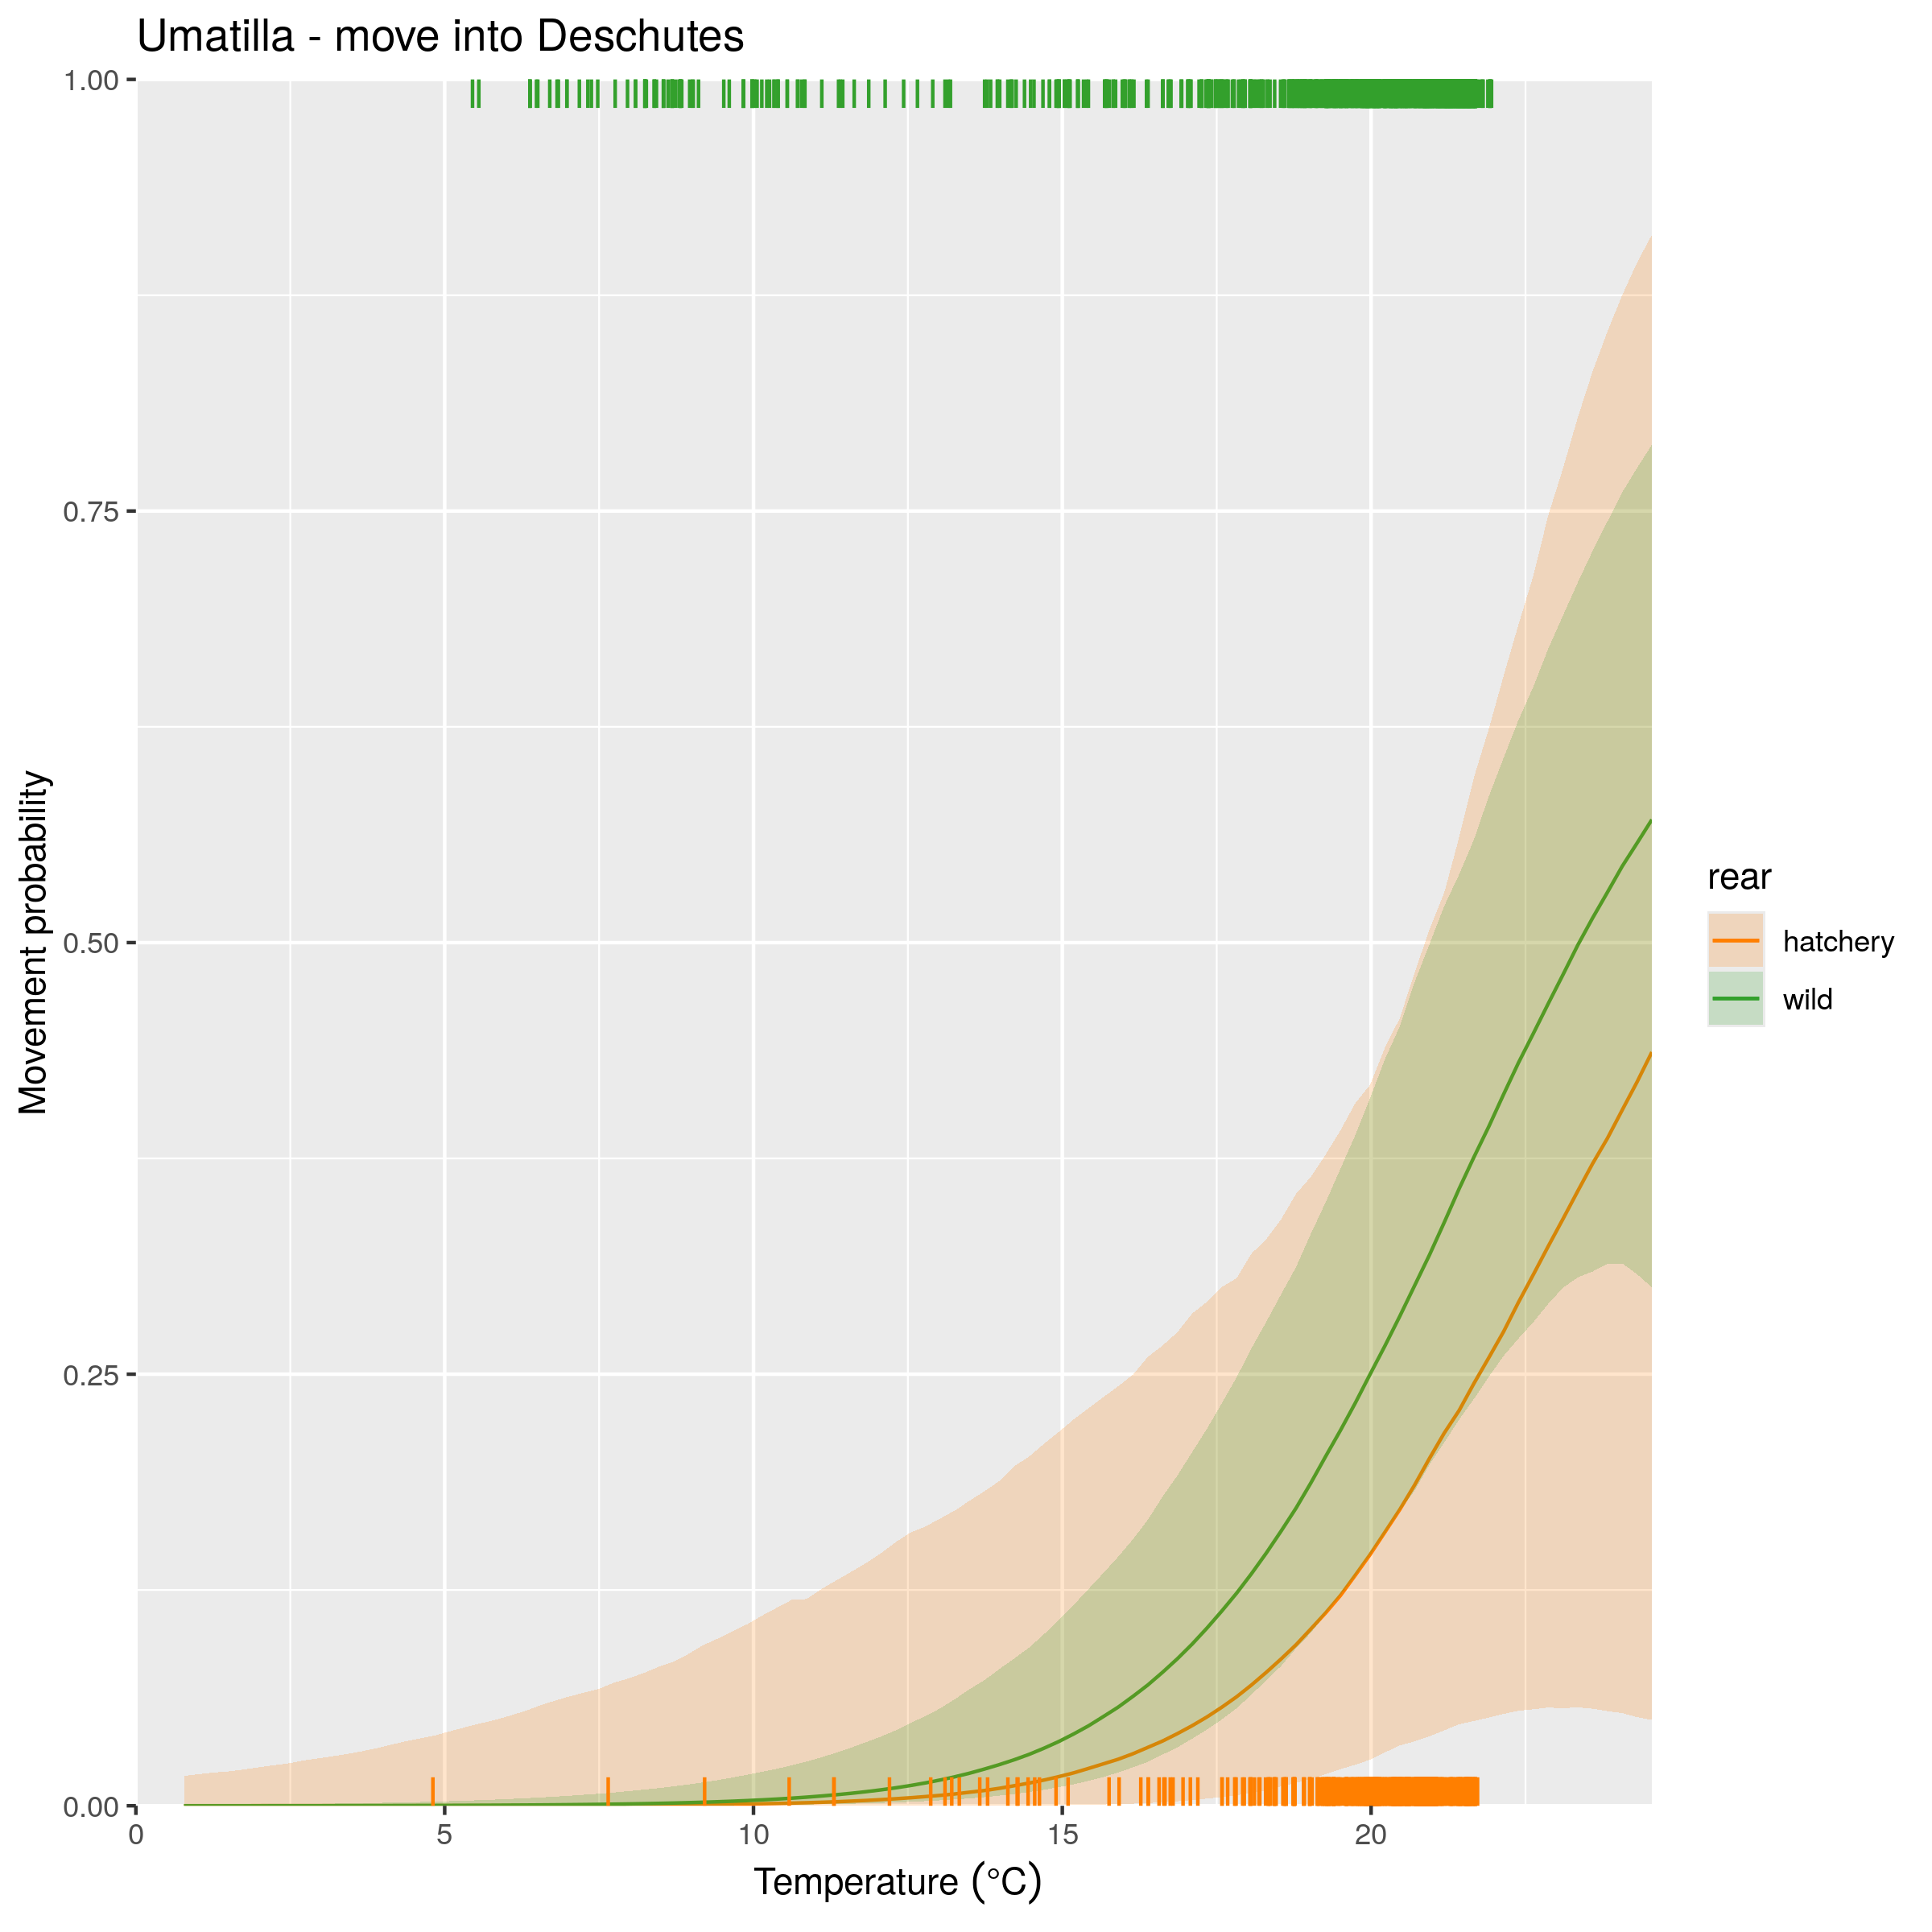 Umatilla - move into Deschutes
1.00
0.75
0.50
0.25
0.00
0
5
10
15
20
Movement probability
Temperature (°C)
rear
hatchery
wild